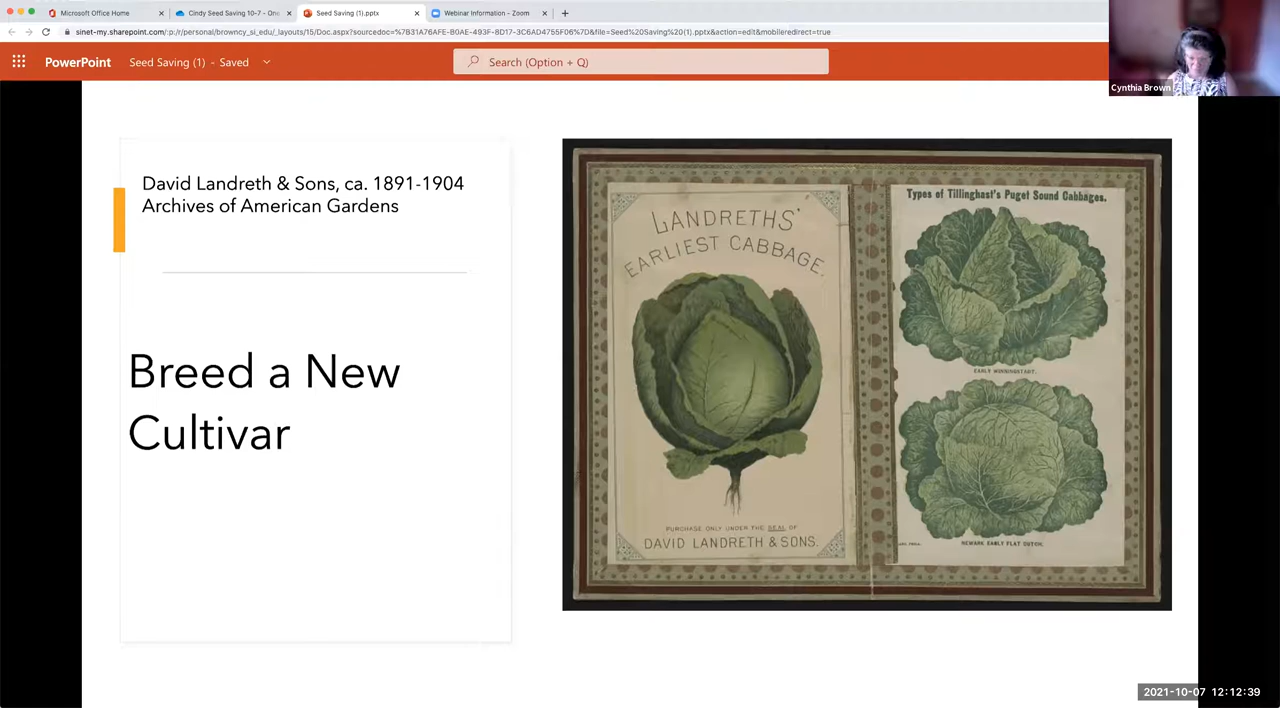 Microsoft Office Home
Cindy Seed Saving 10-7 - One
Seed Saving (1).pptx
Webinar Information - Zoom
sinet-my.sharepoint.com/:p:/r/personal/browncy_si_edu/_layouts/15/Doc.aspx?sourcedoc=%7B31A76AFE-B0AE-493F-8D17-3C6AD4755F06%7D&file=Seed%20Saving%20(1).pptx&action=edit&mobileredirect=true
PowerPoint
Seed Saving (1) - Saved
Search (Option + Q)
Cynthia Brown
David Landreth & Sons, ca. 1891-1904
Archives of American Gardens
Breed a New
Cultivar
LANDRETHS'
EARLIEST CABBAGE.
PURCHASE ONLY UNDER THE SEAL OF
DAVID LANDRETH & SONS.
Types of Tillinghast's Puget Sound Cabbages.
EARLY WINNINGSTADT.
NEWARK EARLY FLAT DUTCH.
2021-10-07 12:12:39